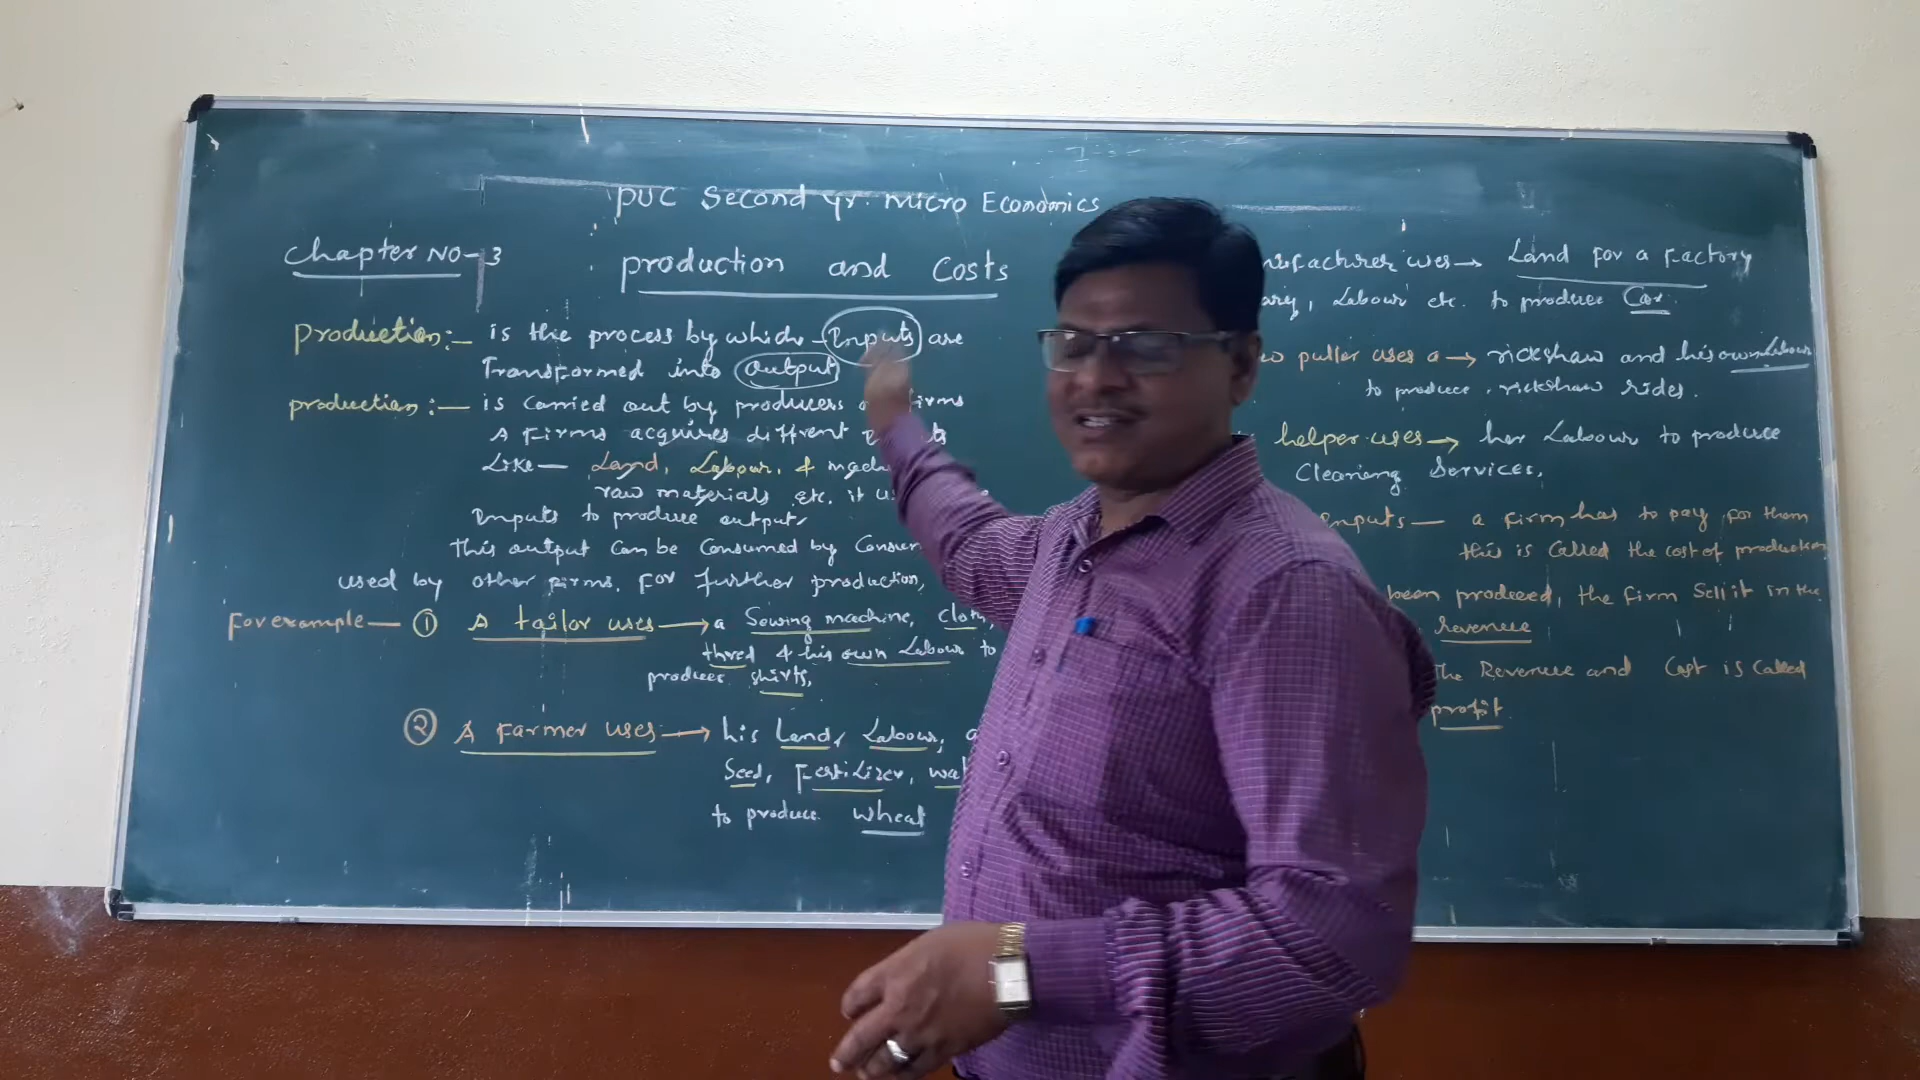 PUC Second yr. Micro Economics
Chapter No-3
production and Costs
production:- is the process by which Inputs are
Transformed into output
production:- is carried out by producers firms
A Firms acquires different
Like- Land, Labour, &
raw materials etc. it
Inputs to produce output
This output can be Consumed by
used by other firms. For further production,
For example- ① A tailor uses → a Sewing machine, cloth,
thred & his own Labour to
produces shirts,
② A Farmer uses → his Land, Labour,
Seed, Fertilizer,
to produce wheat
uses → Land for a Factory
Labour etc. to produce Car.
puller uses a → rickshaw and his own Labour
to produce rickshaw rides.
helper uses → her Labour to produce
Cleaning Services,
Inputs - a firm has to pay for them
this is Called the cost of production
been produced, the firm Sell it in the
Revenue
The Revenue and Cost is Called
profit.